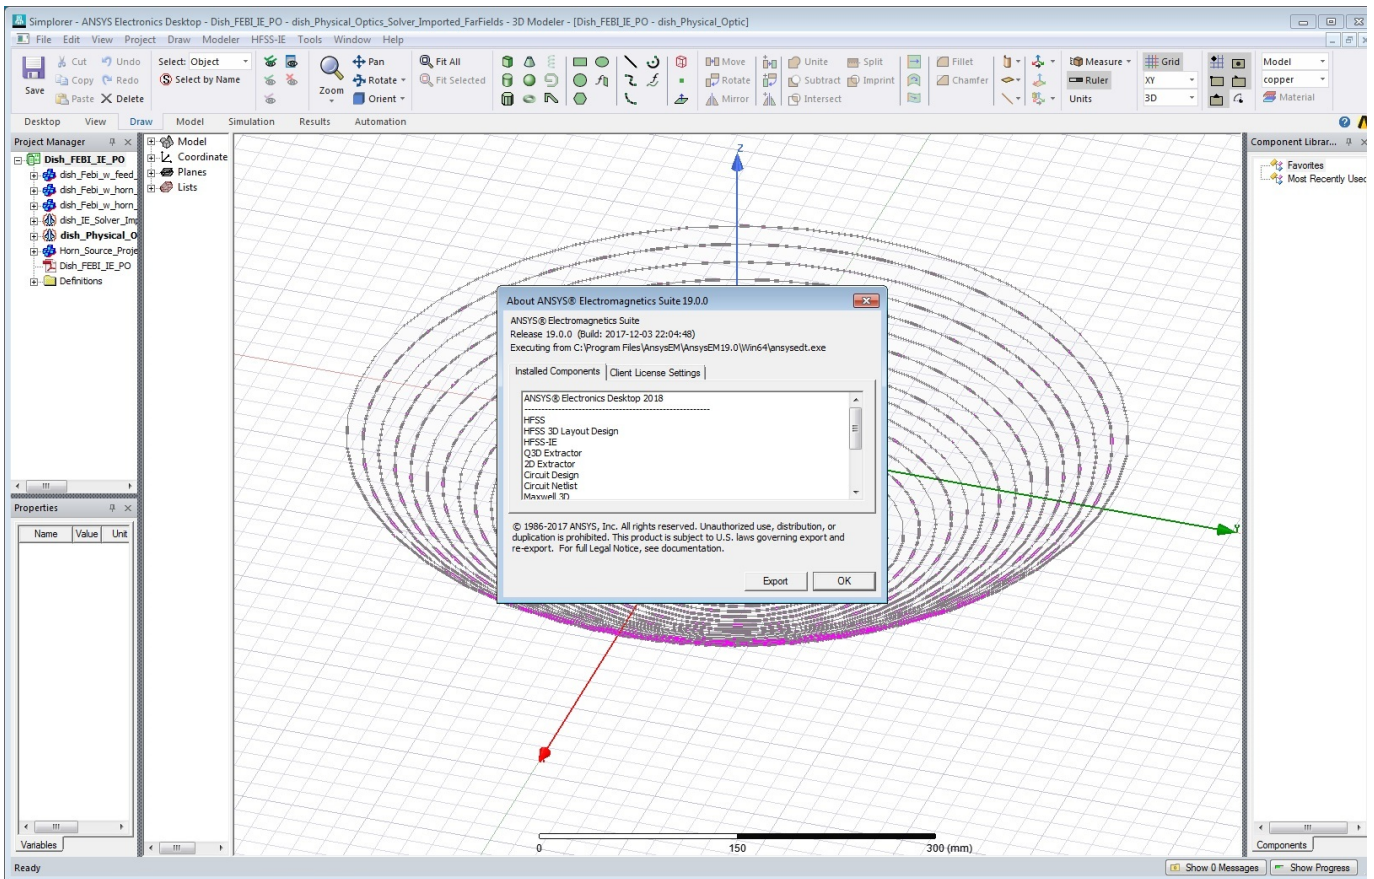 Simplorer - ANSYS Electronics Desktop - Dish_FEBI_IE_PO - dish_Physical_Optics_Solver_Imported_FarFields - 3D Modeler - [Dish_FEBI_IE_PO - dish_Physical_Optic]
File Edit View Project Draw Modeler HFSS-IE Tools Window Help
Save
Cut Undo
Copy Redo
Paste Delete
Select: Object
Select by Name
Zoom
Pan
Rotate
Orient
Fit All
Fit Selected
Move Unite Split
Rotate Subtract Imprint
Mirror Intersect
Fillet
Chamfer
Measure
Ruler
Units
Grid
XY
3D
Model
copper
Material
Desktop View Draw Model Simulation Results Automation
Project Manager
Dish_FEBI_IE_PO
dish_Febi_w_feed_
dish_Febi_w_horn_
dish_Febi_w_horn_
dish_IE_Solver_Imp
dish_Physical_O
Horn_Source_Proje
Dish_FEBI_IE_PO
Definitions
Model
Coordinate
Planes
Lists
Component Librar...
Favorites
Most Recently Used
Z
About ANSYS® Electromagnetics Suite 19.0.0
ANSYS® Electromagnetics Suite
Release 19.0.0 (Build: 2017-12-03 22:04:48)
Executing from C:\Program Files\AnsysEM\AnsysEM19.0\Win64\ansysedt.exe
Installed Components Client License Settings
ANSYS® Electronics Desktop 2018
------------------------------------------------
HFSS
HFSS 3D Layout Design
HFSS-IE
Q3D Extractor
2D Extractor
Circuit Design
Circuit Netlist
Maxwell 3D
© 1986-2017 ANSYS, Inc. All rights reserved. Unauthorized use, distribution, or
duplication is prohibited. This product is subject to U.S. laws governing export and
re-export. For full Legal Notice, see documentation.
Export OK
Y
Properties
Name Value Unit
Variables
0 150 300 (mm)
Components
Ready
Show 0 Messages Show Progress